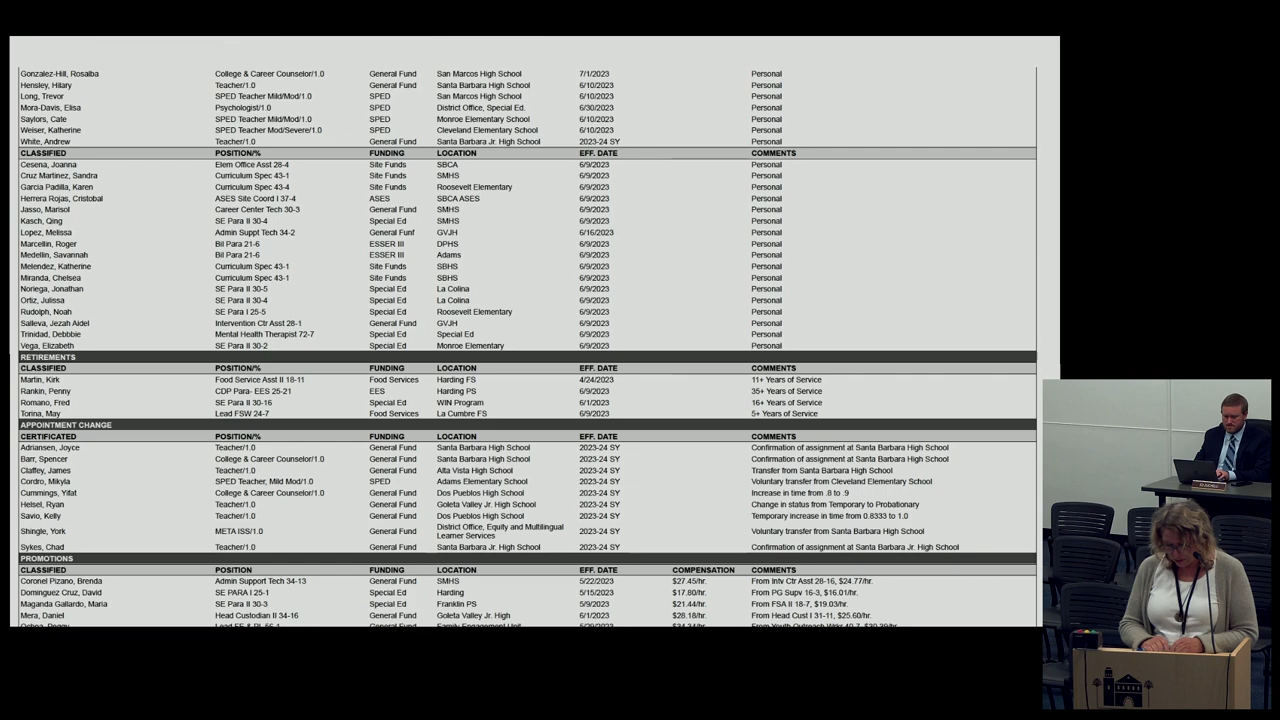 Gonzalez-Hill, Rosalba College & Career Counselor/1.0 General Fund San Marcos High School 7/1/2023 Personal
Hensley, Hilary Teacher/1.0 General Fund Santa Barbara High School 6/10/2023 Personal
Long, Trevor SPED Teacher Mild/Mod/1.0 SPED San Marcos High School 6/10/2023 Personal
Mora-Davis, Elisa Psychologist/1.0 SPED District Office, Special Ed. 6/30/2023 Personal
Saylors, Cate SPED Teacher Mild/Mod/1.0 SPED Monroe Elementary School 6/10/2023 Personal
Weiser, Katherine SPED Teacher Mod/Severe/1.0 SPED Cleveland Elementary School 6/10/2023 Personal
White, Andrew Teacher/1.0 General Fund Santa Barbara Jr. High School 2023-24 SY Personal
CLASSIFIED POSITION/% FUNDING LOCATION EFF. DATE COMMENTS
Cesena, Joanna Elem Office Asst 28-4 Site Funds SBCA 6/9/2023 Personal
Cruz Martinez, Sandra Curriculum Spec 43-1 Site Funds SMHS 6/9/2023 Personal
Garcia Padilla, Karen Curriculum Spec 43-4 Site Funds Roosevelt Elementary 6/9/2023 Personal
Herrera Rojas, Cristobal ASES Site Coord I 37-4 ASES SBCA ASES 6/9/2023 Personal
Jasso, Marisol Career Center Tech 30-3 General Fund SMHS 6/9/2023 Personal
Kasch, Qing SE Para II 30-4 Special Ed SMHS 6/9/2023 Personal
Lopez, Melissa Admin Suppt Tech 34-2 General Funf GVJH 6/16/2023 Personal
Marcellin, Roger Bil Para 21-6 ESSER III DPHS 6/9/2023 Personal
Medellin, Savannah Bil Para 21-6 ESSER III Adams 6/9/2023 Personal
Melendez, Katherine Curriculum Spec 43-1 Site Funds SBHS 6/9/2023 Personal
Miranda, Chelsea Curriculum Spec 43-1 Site Funds SBHS 6/9/2023 Personal
Noriega, Jonathan SE Para II 30-5 Special Ed La Colina 6/9/2023 Personal
Ortiz, Julissa SE Para II 30-4 Special Ed La Colina 6/9/2023 Personal
Rudolph, Noah SE Para I 25-5 Special Ed Roosevelt Elementary 6/9/2023 Personal
Salleva, Jezah Aidel Intervention Ctr Asst 28-1 General Fund GVJH 6/9/2023 Personal
Trinidad, Debbbie Mental Health Therapist 72-7 Special Ed Special Ed 6/9/2023 Personal
Vega, Elizabeth SE Para II 30-2 Special Ed Monroe Elementary 6/9/2023 Personal
RETIREMENTS
CLASSIFIED POSITION/% FUNDING LOCATION EFF. DATE COMMENTS
Martin, Kirk Food Service Asst II 18-11 Food Services Harding FS 4/24/2023 11+ Years of Service
Rankin, Penny CDP Para- EES 25-21 EES Harding PS 6/9/2023 35+ Years of Service
Romano, Fred SE Para II 30-16 Special Ed WIN Program 6/1/2023 16+ Years of Service
Torina, May Lead FSW 24-7 Food Services La Cumbre FS 6/9/2023 5+ Years of Service
APPOINTMENT CHANGE
CERTIFICATED POSITION/% FUNDING LOCATION EFF. DATE COMMENTS
Adriansen, Joyce Teacher/1.0 General Fund Santa Barbara High School 2023-24 SY Confirmation of assignment at Santa Barbara High School
Barr, Spencer College & Career Counselor/1.0 General Fund Santa Barbara High School 2023-24 SY Confirmation of assignment at Santa Barbara High School
Claffey, James Teacher/1.0 General Fund Alta Vista High School 2023-24 SY Transfer from Santa Barbara High School
Cordro, Mikyla SPED Teacher, Mild Mod/1.0 SPED Adams Elementary School 2023-24 SY Voluntary transfer from Cleveland Elementary School
Cummings, Yifat College & Career Counselor/1.0 General Fund Dos Pueblos High School 2023-24 SY Increase in time from .8 to .9
Heisel, Ryan Teacher/1.0 General Fund Goleta Valley Jr. High School 2023-24 SY Change in status from Temporary to Probationary
Savio, Kelly Teacher/1.0 General Fund Dos Pueblos High School 2023-24 SY Temporary increase in time from 0.8333 to 1.0
Shingle, York META ISS/1.0 General Fund District Office, Equity and Multilingual Learner Services 2023-24 SY Voluntary transfer from Santa Barbara High School
Sykes, Chad Teacher/1.0 General Fund Santa Barbara Jr. High School 2023-24 SY Confirmation of assignment at Santa Barbara Jr. High School
PROMOTIONS
CLASSIFIED POSITION FUNDING LOCATION EFF. DATE COMPENSATION COMMENTS
Coronel Pizano, Brenda Admin Support Tech 34-13 General Fund SMHS 5/22/2023 $27.45/hr. From Intv Ctr Asst 28-16, $24.77/hr.
Dominguez Cruz, David SE PARA I 25-1 Special Ed Harding 5/15/2023 $17.80/hr. From PG Supv 16-3, $16.01/hr.
Maganda Gallardo, Maria SE Para II 30-3 Special Ed Franklin PS 5/9/2023 $21.44/hr. From FSA II 18-7, $19.03/hr.
Mera, Daniel Head Custodian II 34-16 General Fund Goleta Valley Jr. High 6/1/2023 $28.18/hr. From Head Cust I 31-11, $25.60/hr.